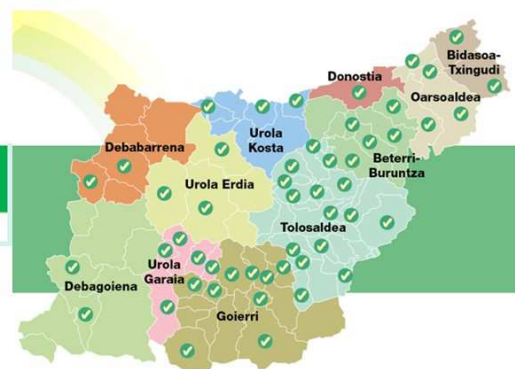 Bidasoa-
Txingudi
Donostia
Oarsoaldea
Urola
Kosta
Debabarrena
Beterri-
Buruntza
Urola Erdia
Tolosaldea
Urola
Garaia
Debagoiena
Goierri